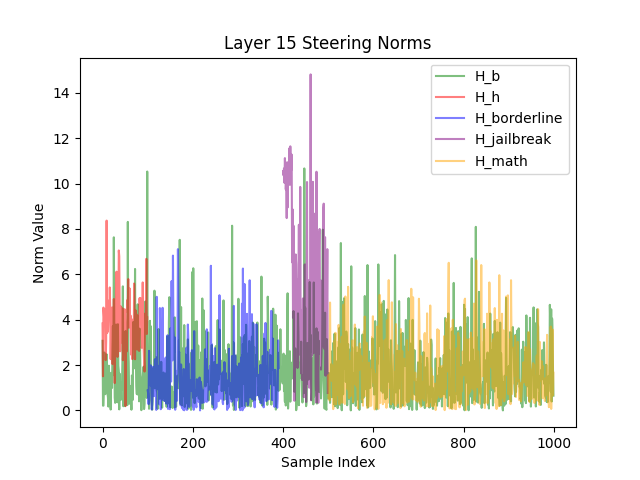 Layer 15 Steering Norms
Norm Value
14
12
10
8
6
4
2
0
H_b
H_h
H_borderline
H_jailbreak
H_math
0
200
400
600
800
1000
Sample Index